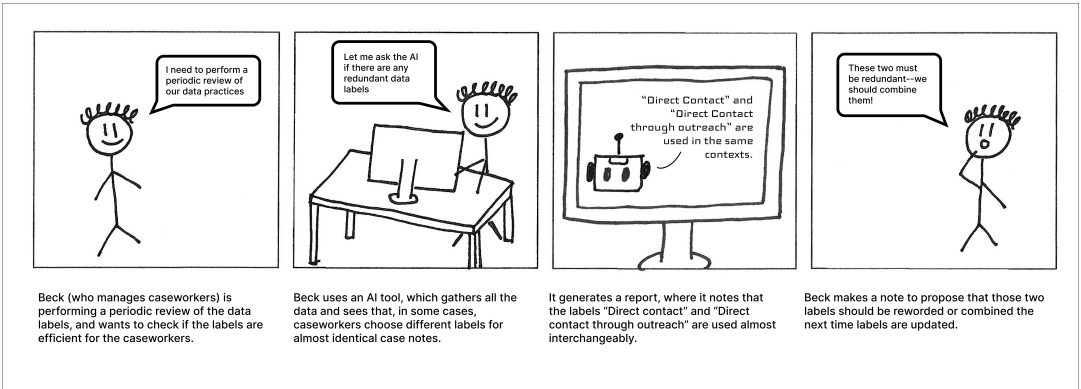 I need to perform a
periodic review of
our data practices
Let me ask the AI
if there are any
redundant data
labels
"Direct Contact" and
"Direct Contact
through outreach" are
used in the same
contexts.
These two must
be redundant--we
should combine
them!
Beck (who manages caseworkers) is
performing a periodic review of the data
labels, and wants to check if the labels are
efficient for the caseworkers.
Beck uses an AI tool, which gathers all the
data and sees that, in some cases,
caseworkers choose different labels for
almost identical case notes.
It generates a report, where it notes that
the labels “Direct contact” and “Direct
contact through outreach” are used almost
interchangeably.
Beck makes a note to propose that those two
labels should be reworded or combined the
next time labels are updated.